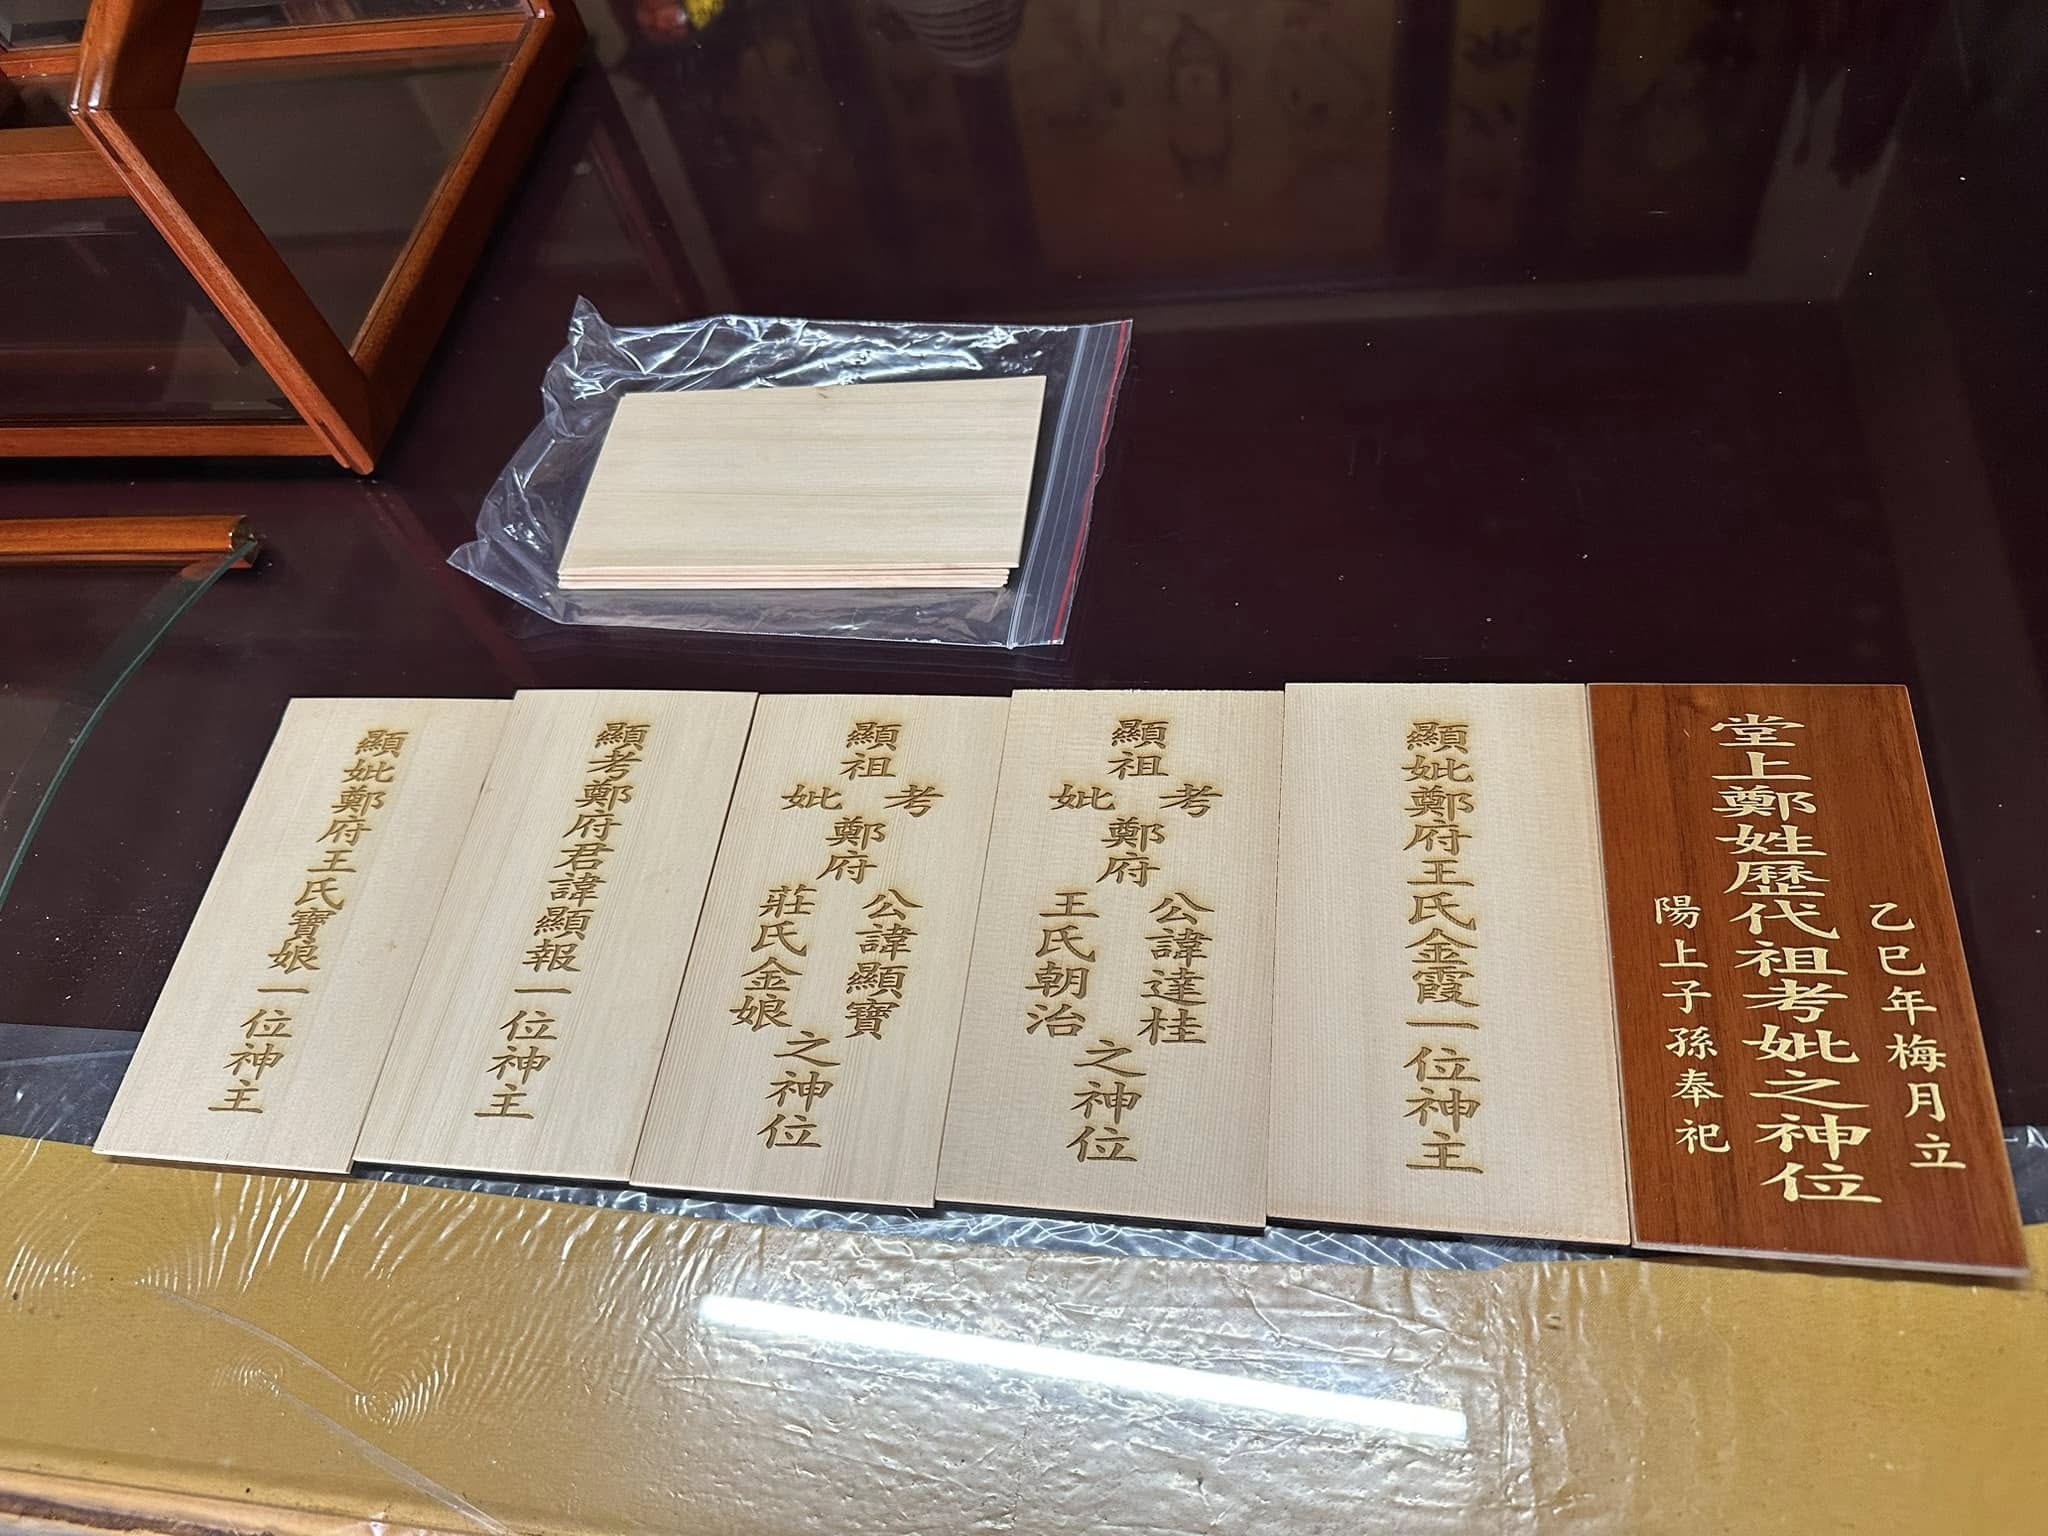 乙巳年梅月立
堂上鄭姓歷代祖考妣之神位
陽上子孫奉祀
顯妣鄭府王氏金霞一位神主
顯祖
考
妣
鄭府
公諱達桂
王氏朝治
之神位
顯祖
考
妣
鄭府
公諱顯寶
莊氏金娘
之神位
顯考鄭府君諱顯報一位神主
顯妣鄭府王氏寶娘一位神主